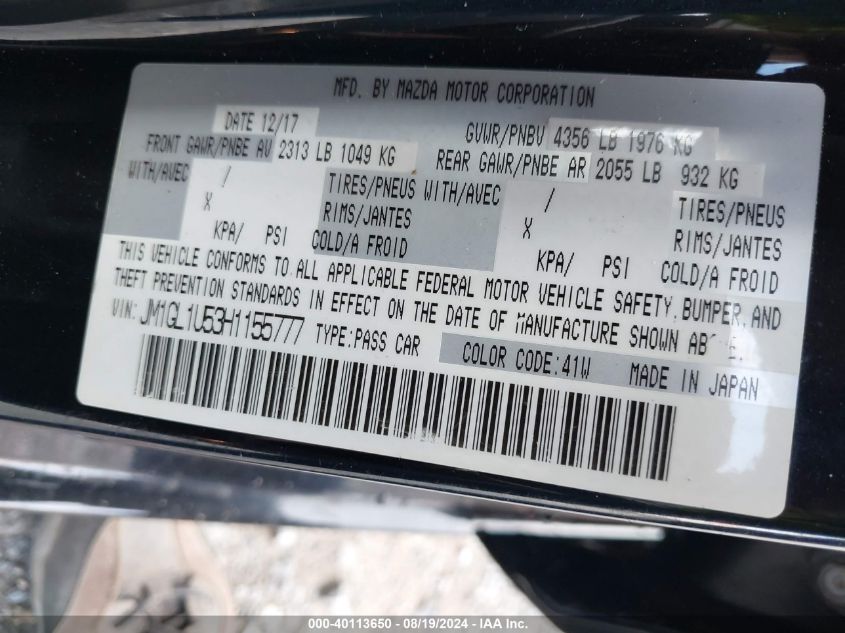 MFD. BY MAZDA MOTOR CORPORATION
DATE 12/17 GVWR/PNBV 4356 LB 1976 KG
FRONT GAWR/PNBE AV 2313 LB 1049 KG REAR GAWR/PNBE AR 2055 LB 932 KG
WITH/AVEC / TIRES/PNEUS WITH/AVEC / TIRES/PNEUS
X RIMS/JANTES X RIMS/JANTES
KPA/ PSI COLD/A FROID KPA/ PSI COLD/A FROID
THIS VEHICLE CONFORMS TO ALL APPLICABLE FEDERAL MOTOR VEHICLE SAFETY, BUMPER, AND
THEFT PREVENTION STANDARDS IN EFFECT ON THE DATE OF MANUFACTURE SHOWN
VIN: JM1GL1U53H1155777 TYPE:PASS CAR COLOR CODE:41W MADE IN JAPAN
000-40113650 - 08/19/2024 - IAA Inc.